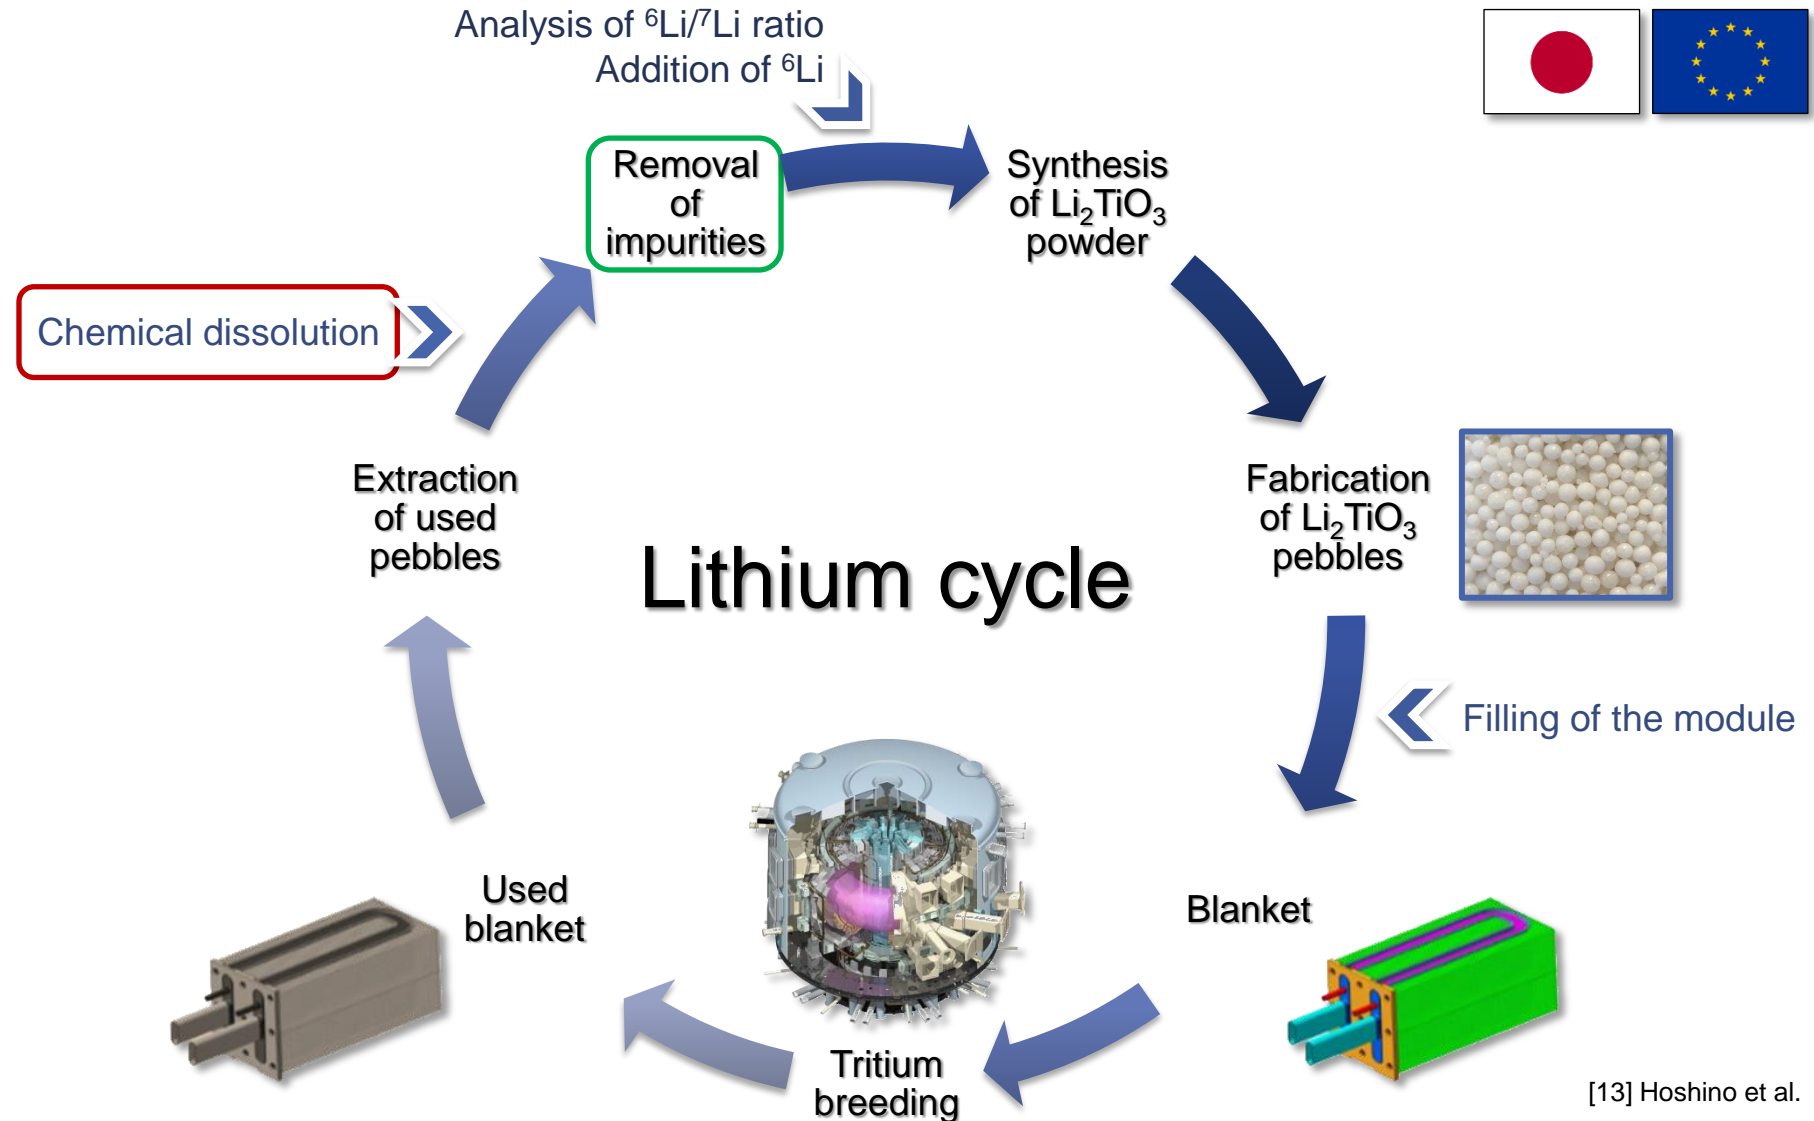 Analysis of ⁶Li/⁷Li ratio
Addition of ⁶Li
Removal
of
impurities
Synthesis
of Li₂TiO₃
powder
Chemical dissolution
Extraction
of used
pebbles
Fabrication
of Li₂TiO₃
pebbles
Lithium cycle
Filling of the module
Used
blanket
Blanket
Tritium
breeding
[13] Hoshino et al.